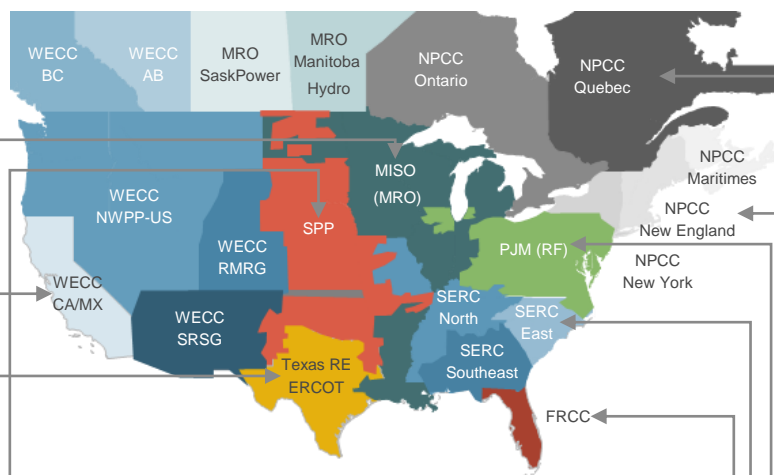 WECC
BC
WECC
AB
MRO
SaskPower
MRO
Manitoba
Hydro
NPCC
Ontario
NPCC
Quebec
NPCC
Maritimes
NPCC
New England
NPCC
New York
MISO
(MRO)
WECC
NWPP-US
SPP
WECC
RMRG
PJM (RF)
WECC
CA/MX
WECC
SRSG
SERC
North
SERC
East
SERC
Southeast
Texas RE
ERCOT
FRCC